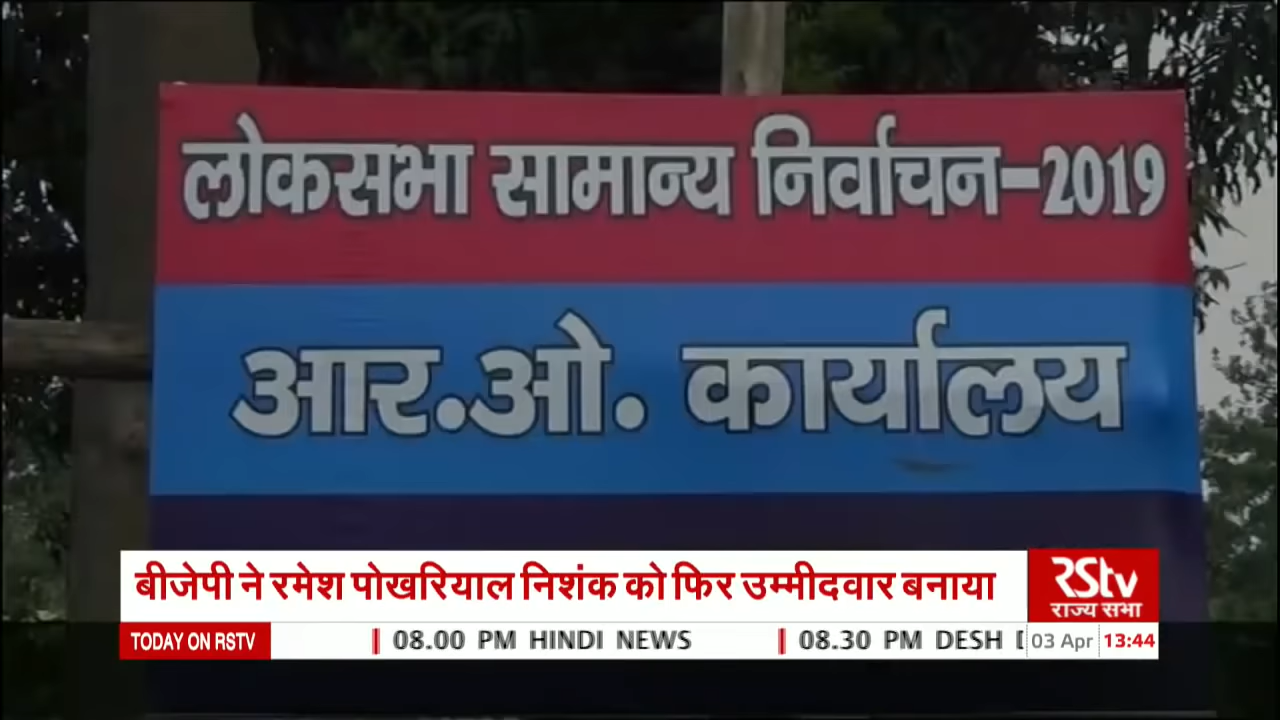 लोकसभा सामान्य निर्वाचन-2019
आर.ओ. कार्यालय
बीजेपी ने रमेश पोखरियाल निशंक को फिर उम्मीदवार बनाया
RStv
राज्य सभा
TODAY ON RSTV | 08.00 PM HINDI NEWS | 08.30 PM DESH 03 Apr 13:44